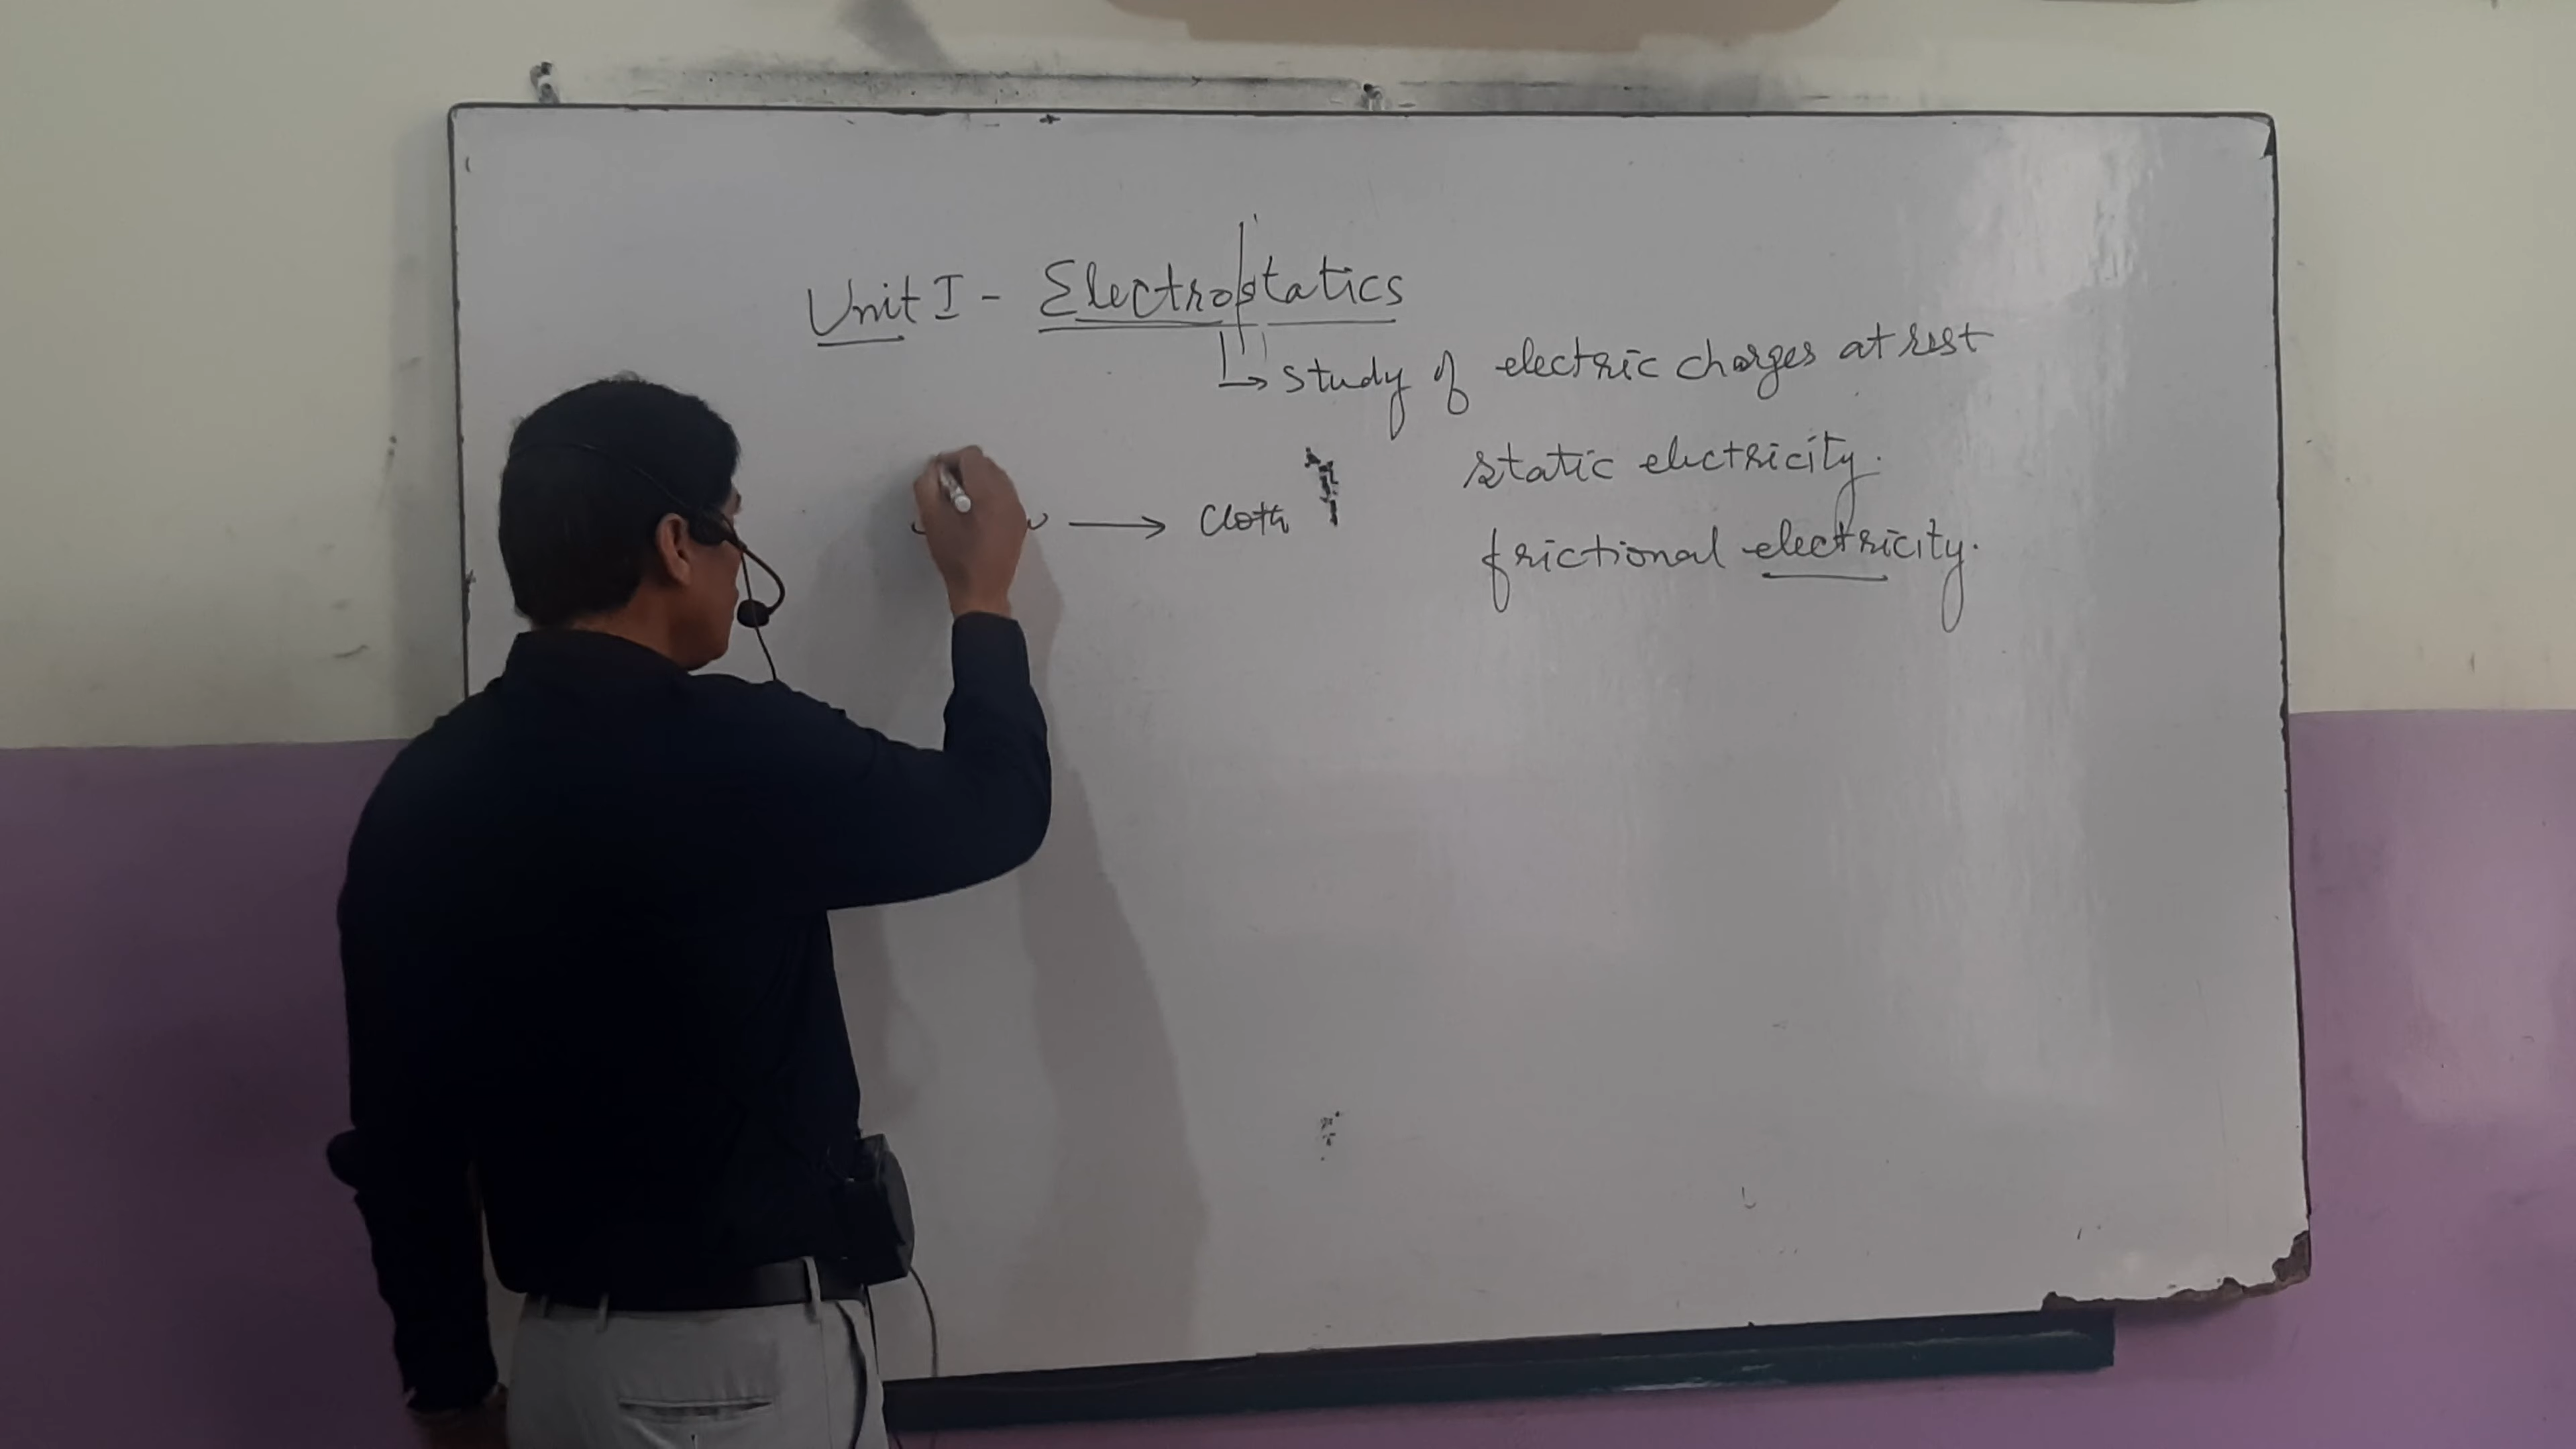 Unit I - Electrostatics
↳ study of electric charges at rest
static electricity.
→ Cloth
frictional electricity.